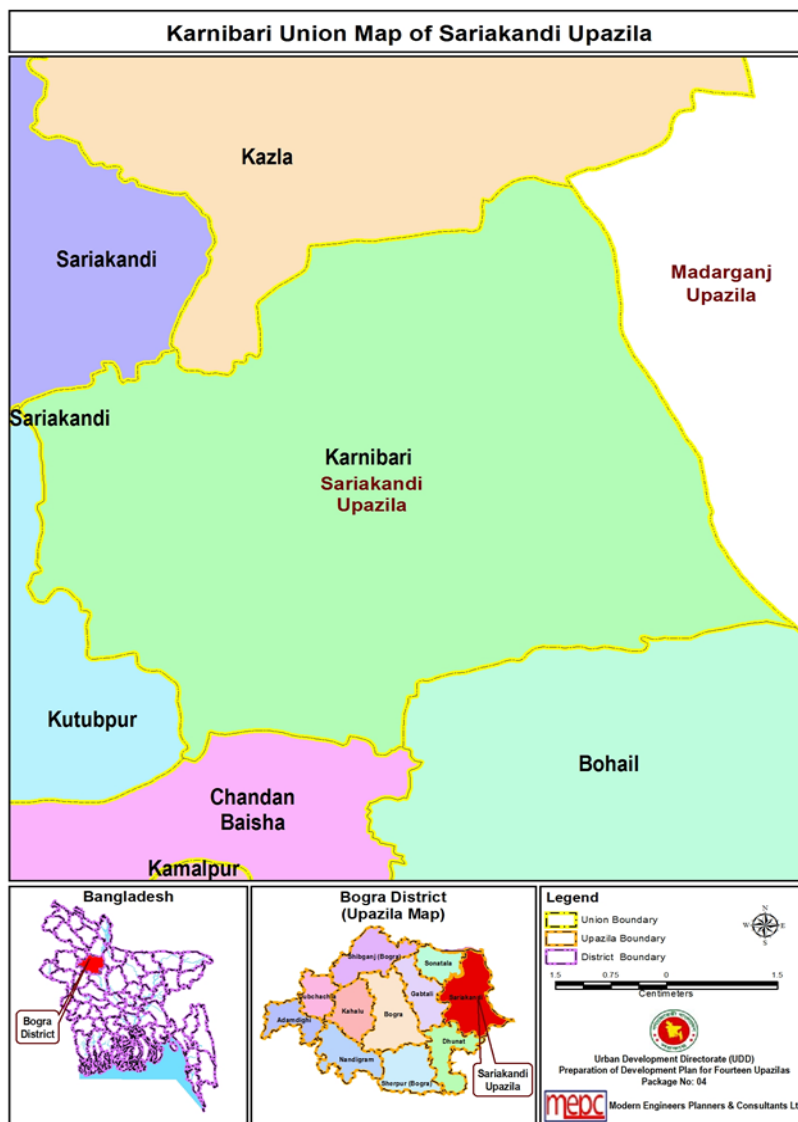 Karnibari Union Map of Sariakandi Upazila
Kazla
Sariakandi
Madarganj
Upazila
Sariakandi
Karnibari
Sariakandi
Upazila
Kutubpur
Bohail
Chandan
Baisha
Kamalpur
Bangladesh
Bogra
District
Bogra District
(Upazila Map)
Shibganj (Bogra)
Sonatala
Gabtali
Sariakandi
Kahalu
Bogra
Adamdighi
Dhunat
Nandigram
Sherpur (Bogra)
Sariakandi
Upazila
Legend
Union Boundary
Upazila Boundary
District Boundary
N
W
E
S
1.5 0.75 0 1.5
Centimeters
Urban Development Directorate (UDD)
Preparation of Development Plan for Fourteen Upazilas
Package No: 04
mepc
Modern Engineers Planners & Consultants Lt